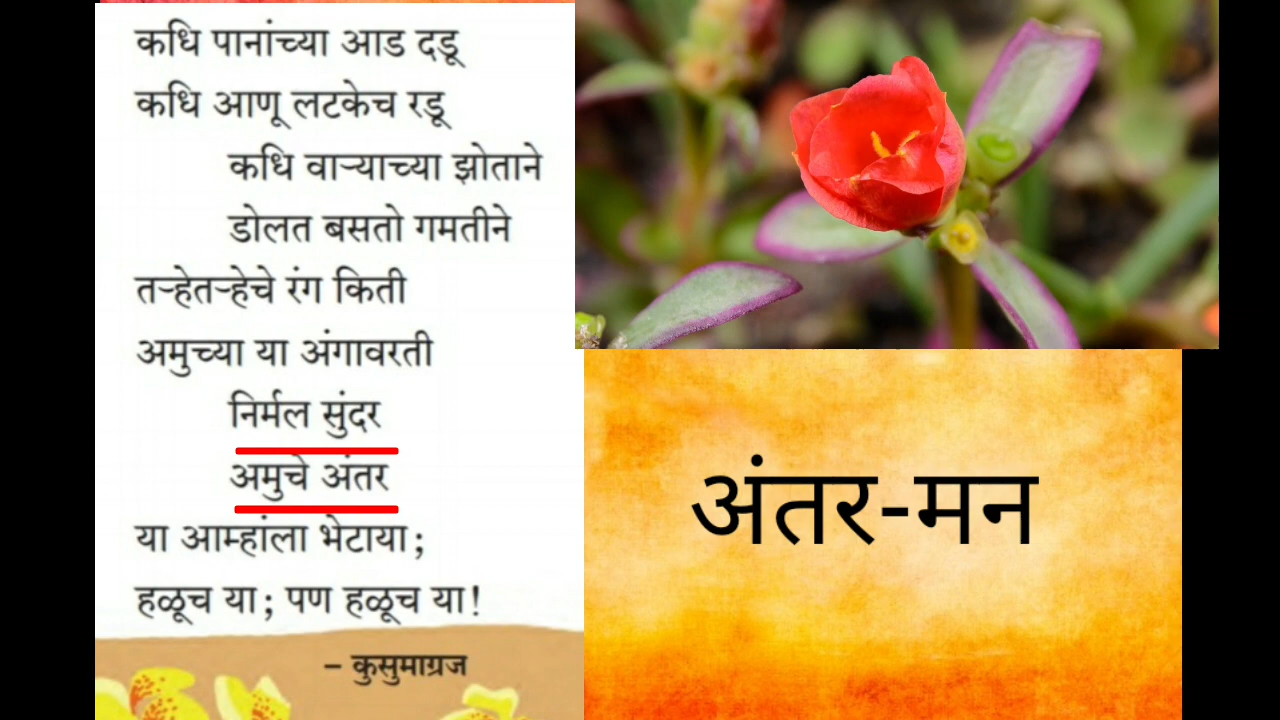 कधि पानांच्या आड दडू
कधि आणू लटकेच रडू
कधि वाऱ्याच्या झोताने
डोलत बसतो गमतीने
तऱ्हेतऱ्हेचे रंग किती
अमुच्या या अंगावरती
निर्मल सुंदर
अमुचे अंतर
या आम्हांला भेटाया;
हळूच या; पण हळूच या!
– कुसुमाग्रज
अंतर-मन